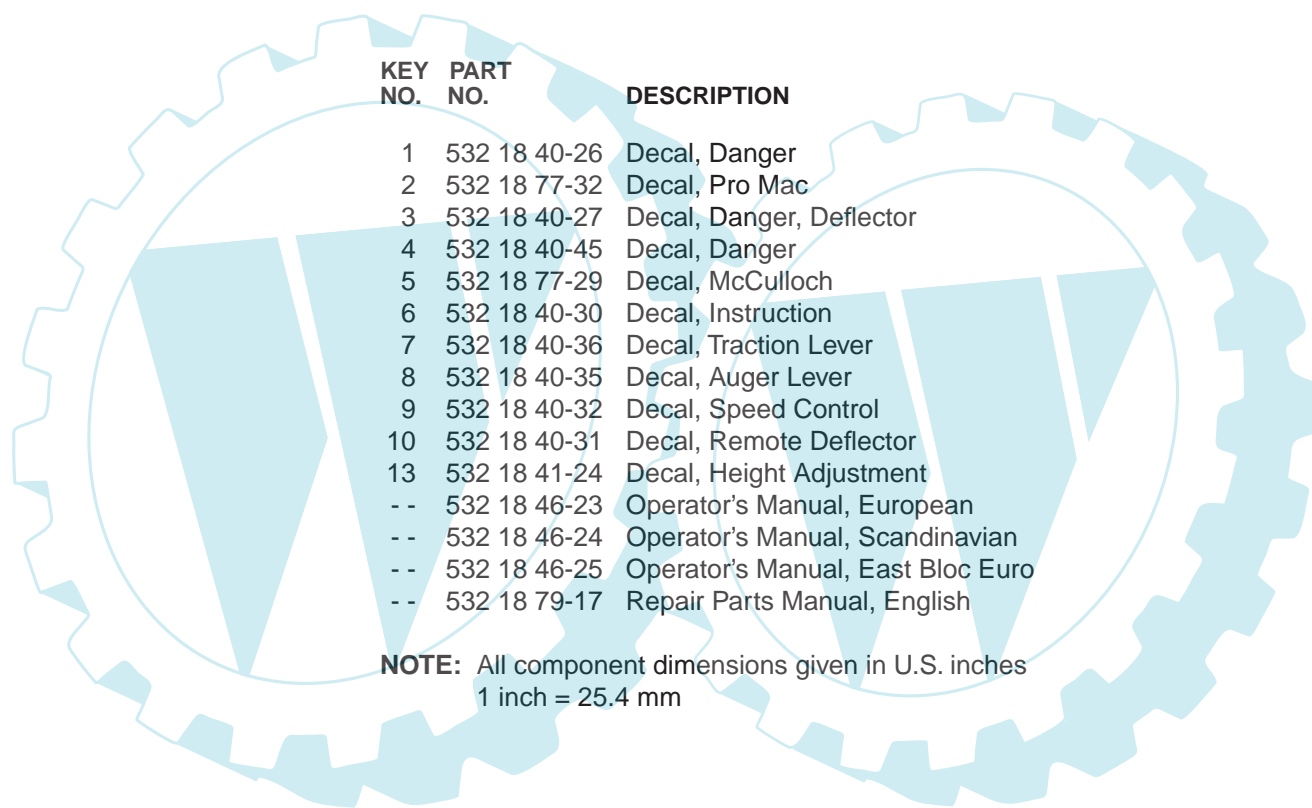 KEY PART
NO. NO. DESCRIPTION
1 532 18 40-26 Decal, Danger
2 532 18 77-32 Decal, Pro Mac
3 532 18 40-27 Decal, Danger, Deflector
4 532 18 40-45 Decal, Danger
5 532 18 77-29 Decal, McCulloch
6 532 18 40-30 Decal, Instruction
7 532 18 40-36 Decal, Traction Lever
8 532 18 40-35 Decal, Auger Lever
9 532 18 40-32 Decal, Speed Control
10 532 18 40-31 Decal, Remote Deflector
13 532 18 41-24 Decal, Height Adjustment
- - 532 18 46-23 Operator’s Manual, European
- - 532 18 46-24 Operator’s Manual, Scandinavian
- - 532 18 46-25 Operator’s Manual, East Bloc Euro
- - 532 18 79-17 Repair Parts Manual, English
NOTE: All component dimensions given in U.S. inches
1 inch = 25.4 mm